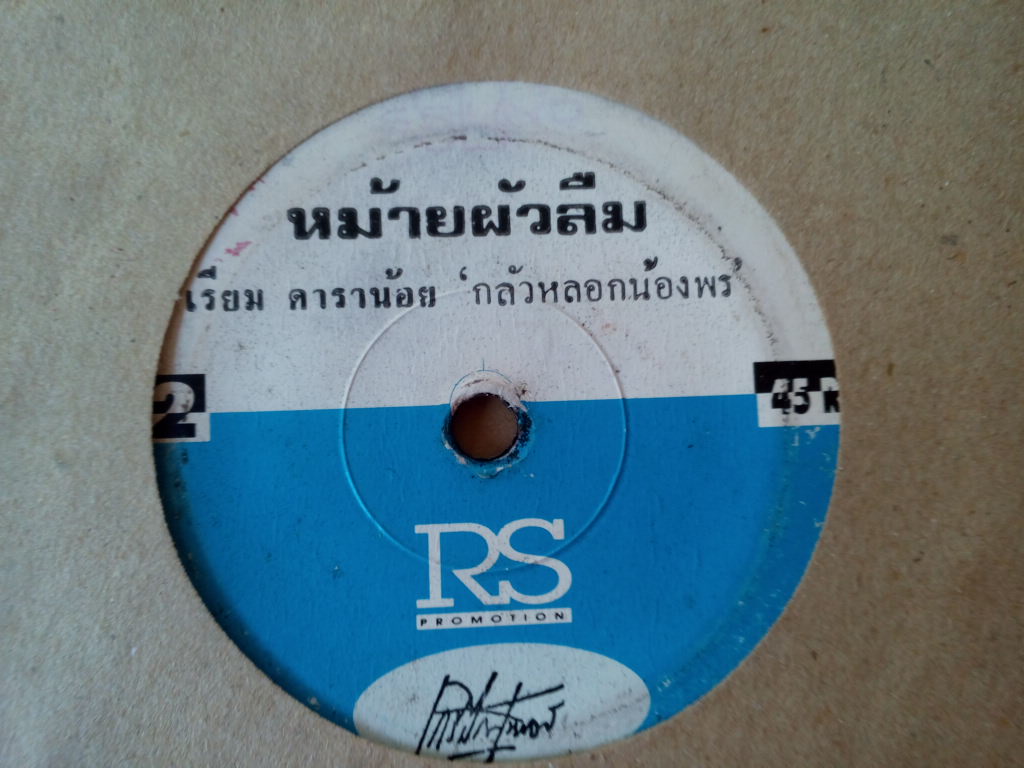 หม้ายผัวลืม
เรียม ดาราน้อย 'กลัวหลอกน้องพร'
2
45 R
RS
PROMOTION